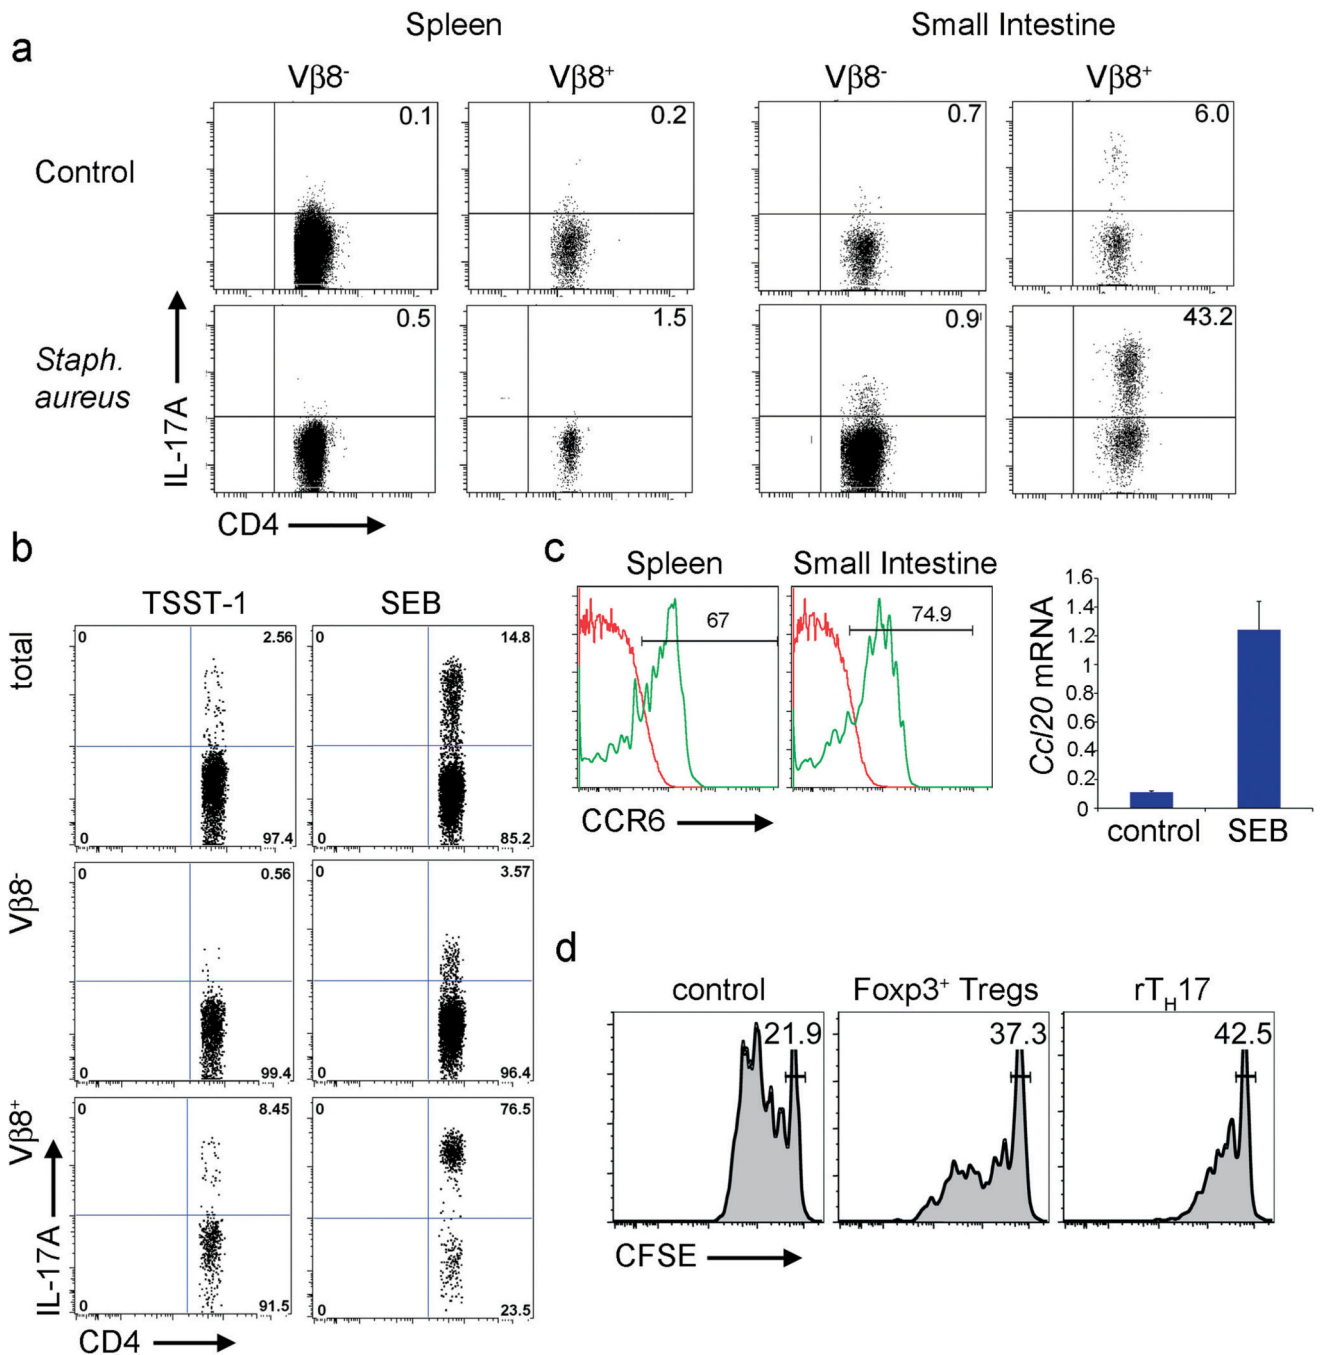 a
Spleen Small Intestine
Vβ8⁻ Vβ8⁺ Vβ8⁻ Vβ8⁺
Control
0.1 0.2 0.7 6.0
Staph.
aureus
0.5 1.5 0.9 43.2
IL-17A
CD4
b
TSST-1 SEB
total
0 2.56 0 14.8
0 97.4 0 85.2
Vβ8⁻
0 0.56 0 3.57
0 99.4 0 96.4
Vβ8⁺
0 8.45 0 76.5
0 91.5 0 23.5
IL-17A
CD4
c
Spleen Small Intestine
67 74.9
CCR6
Ccl20 mRNA
1.6
1.4
1.2
1
0.8
0.6
0.4
0.2
0
control SEB
d
control Foxp3⁺ Tregs rT_H17
21.9 37.3 42.5
CFSE